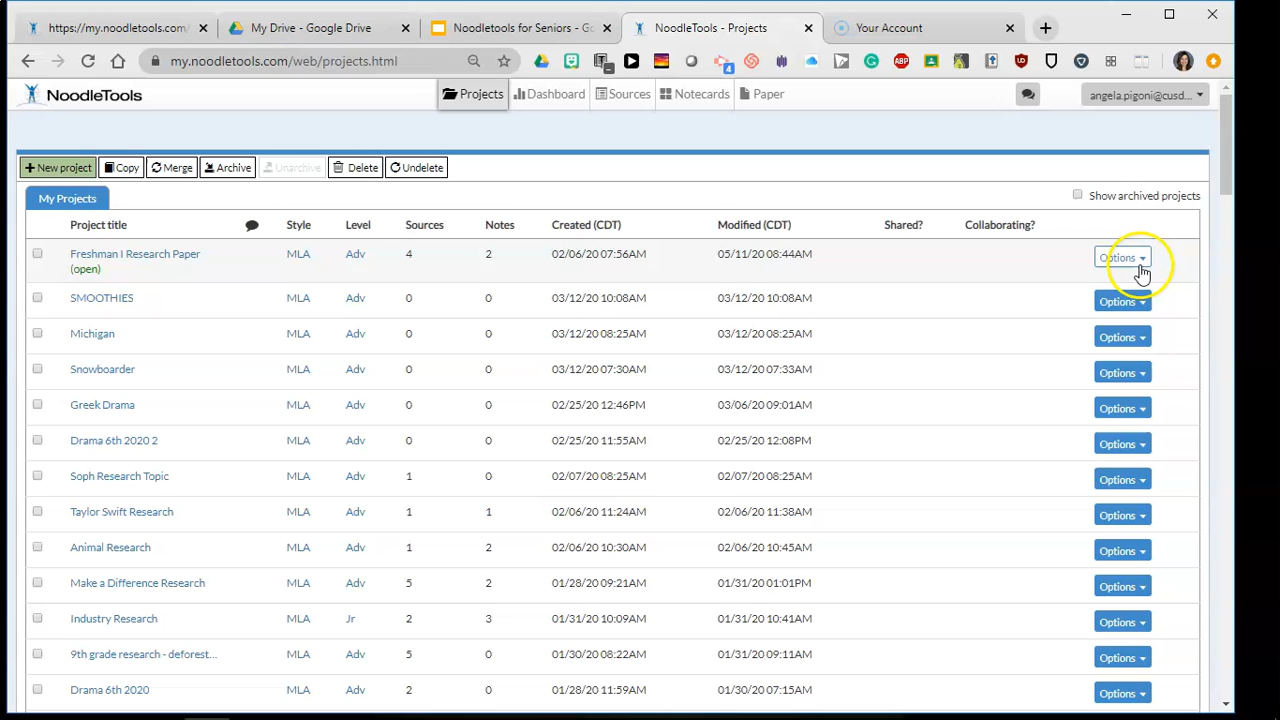 https://my.noodletools.com/web/ My Drive - Google Drive Noodletools for Seniors - Go NoodleTools - Projects Your Account
my.noodletools.com/web/projects.html
4
NoodleTools Projects Dashboard Sources Notecards Paper angela.pigoni@cusd...
New project Copy Merge Archive Unarchive Delete Undelete
My Projects Show archived projects
Project title Style Level Sources Notes Created (CDT) Modified (CDT) Shared? Collaborating?
Freshman I Research Paper MLA Adv 4 2 02/06/20 07:56AM 05/11/20 08:44AM Options
(open)
SMOOTHIES MLA Adv 0 0 03/12/20 10:08AM 03/12/20 10:08AM Options
Michigan MLA Adv 0 0 03/12/20 08:25AM 03/12/20 08:25AM Options
Snowboarder MLA Adv 0 0 03/12/20 07:30AM 03/12/20 07:33AM Options
Greek Drama MLA Adv 0 0 02/25/20 12:46PM 03/06/20 09:01AM Options
Drama 6th 2020 2 MLA Adv 0 0 02/25/20 11:55AM 02/25/20 12:08PM Options
Soph Research Topic MLA Adv 1 0 02/07/20 08:25AM 02/07/20 08:25AM Options
Taylor Swift Research MLA Adv 1 1 02/06/20 11:24AM 02/06/20 11:38AM Options
Animal Research MLA Adv 1 2 02/06/20 10:30AM 02/06/20 10:45AM Options
Make a Difference Research MLA Adv 5 2 01/28/20 09:21AM 01/31/20 01:01PM Options
Industry Research MLA Jr 2 3 01/31/20 10:09AM 01/31/20 10:41AM Options
9th grade research - deforest... MLA Adv 5 0 01/30/20 08:22AM 01/31/20 09:11AM Options
Drama 6th 2020 MLA Adv 2 0 01/28/20 11:59AM 01/30/20 07:15AM Options